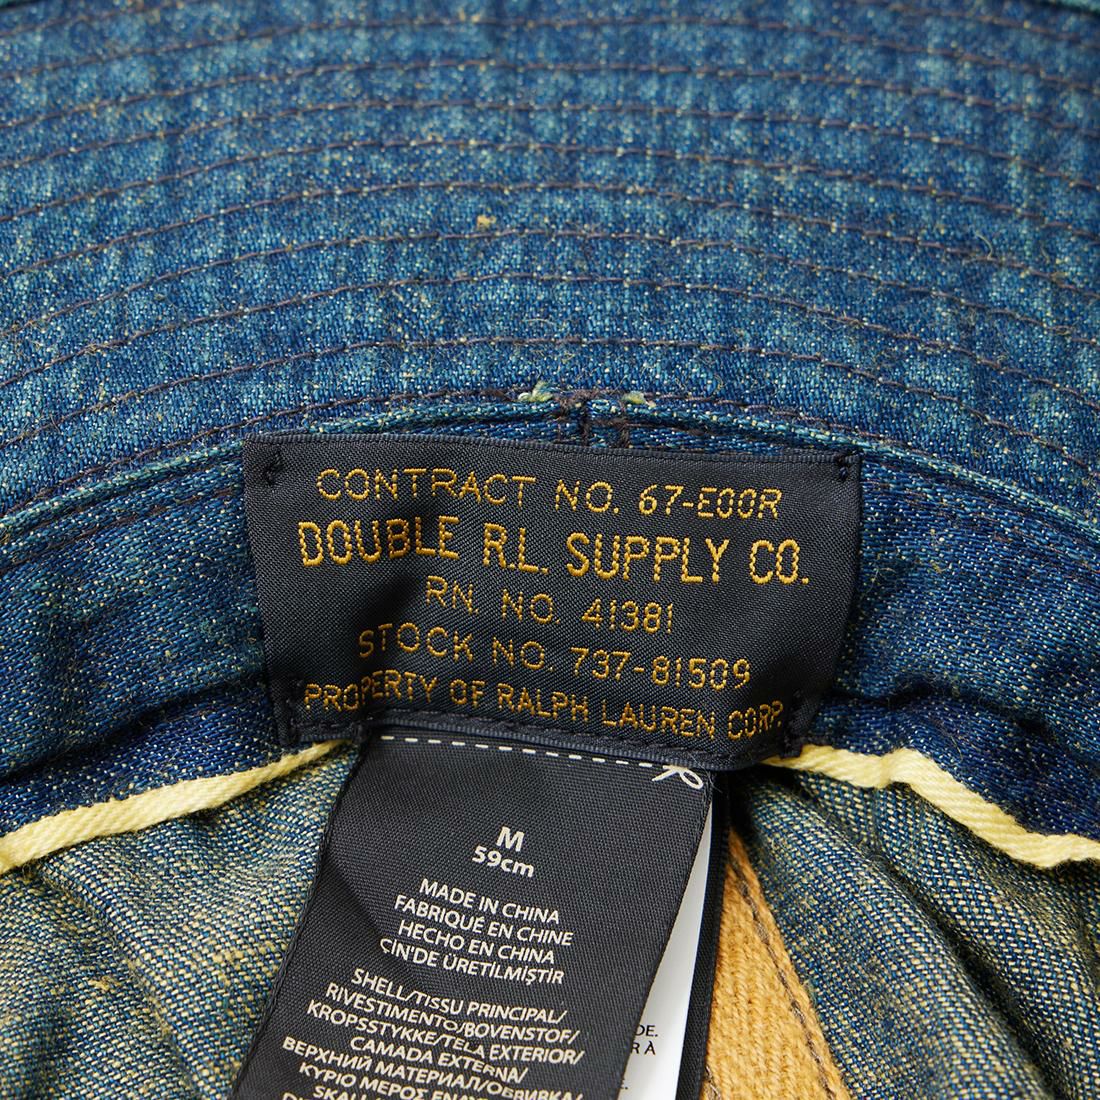 CONTRACT NO. 67-E00R
DOUBLE R.L. SUPPLY CO.
RN. NO. 41381
STOCK NO. 737-81509
PROPERTY OF RALPH LAUREN CORP.
M
59cm
MADE IN CHINA
FABRIQUÉ EN CHINE
HECHO EN CHINA
ÇİN'DE ÜRETİLMİŞTİR
SHELL/TISSU PRINCIPAL/
RIVESTIMENTO/BOVENSTOF/
KROPSSTYKKE/TELA EXTERIOR/
CAMADA EXTERNA/
ВЕРХНИЙ МАТЕРИАЛ/OBERSTOFF/
ΚΥΡΙΟ ΜΕΡΟΣ
DE.
R À